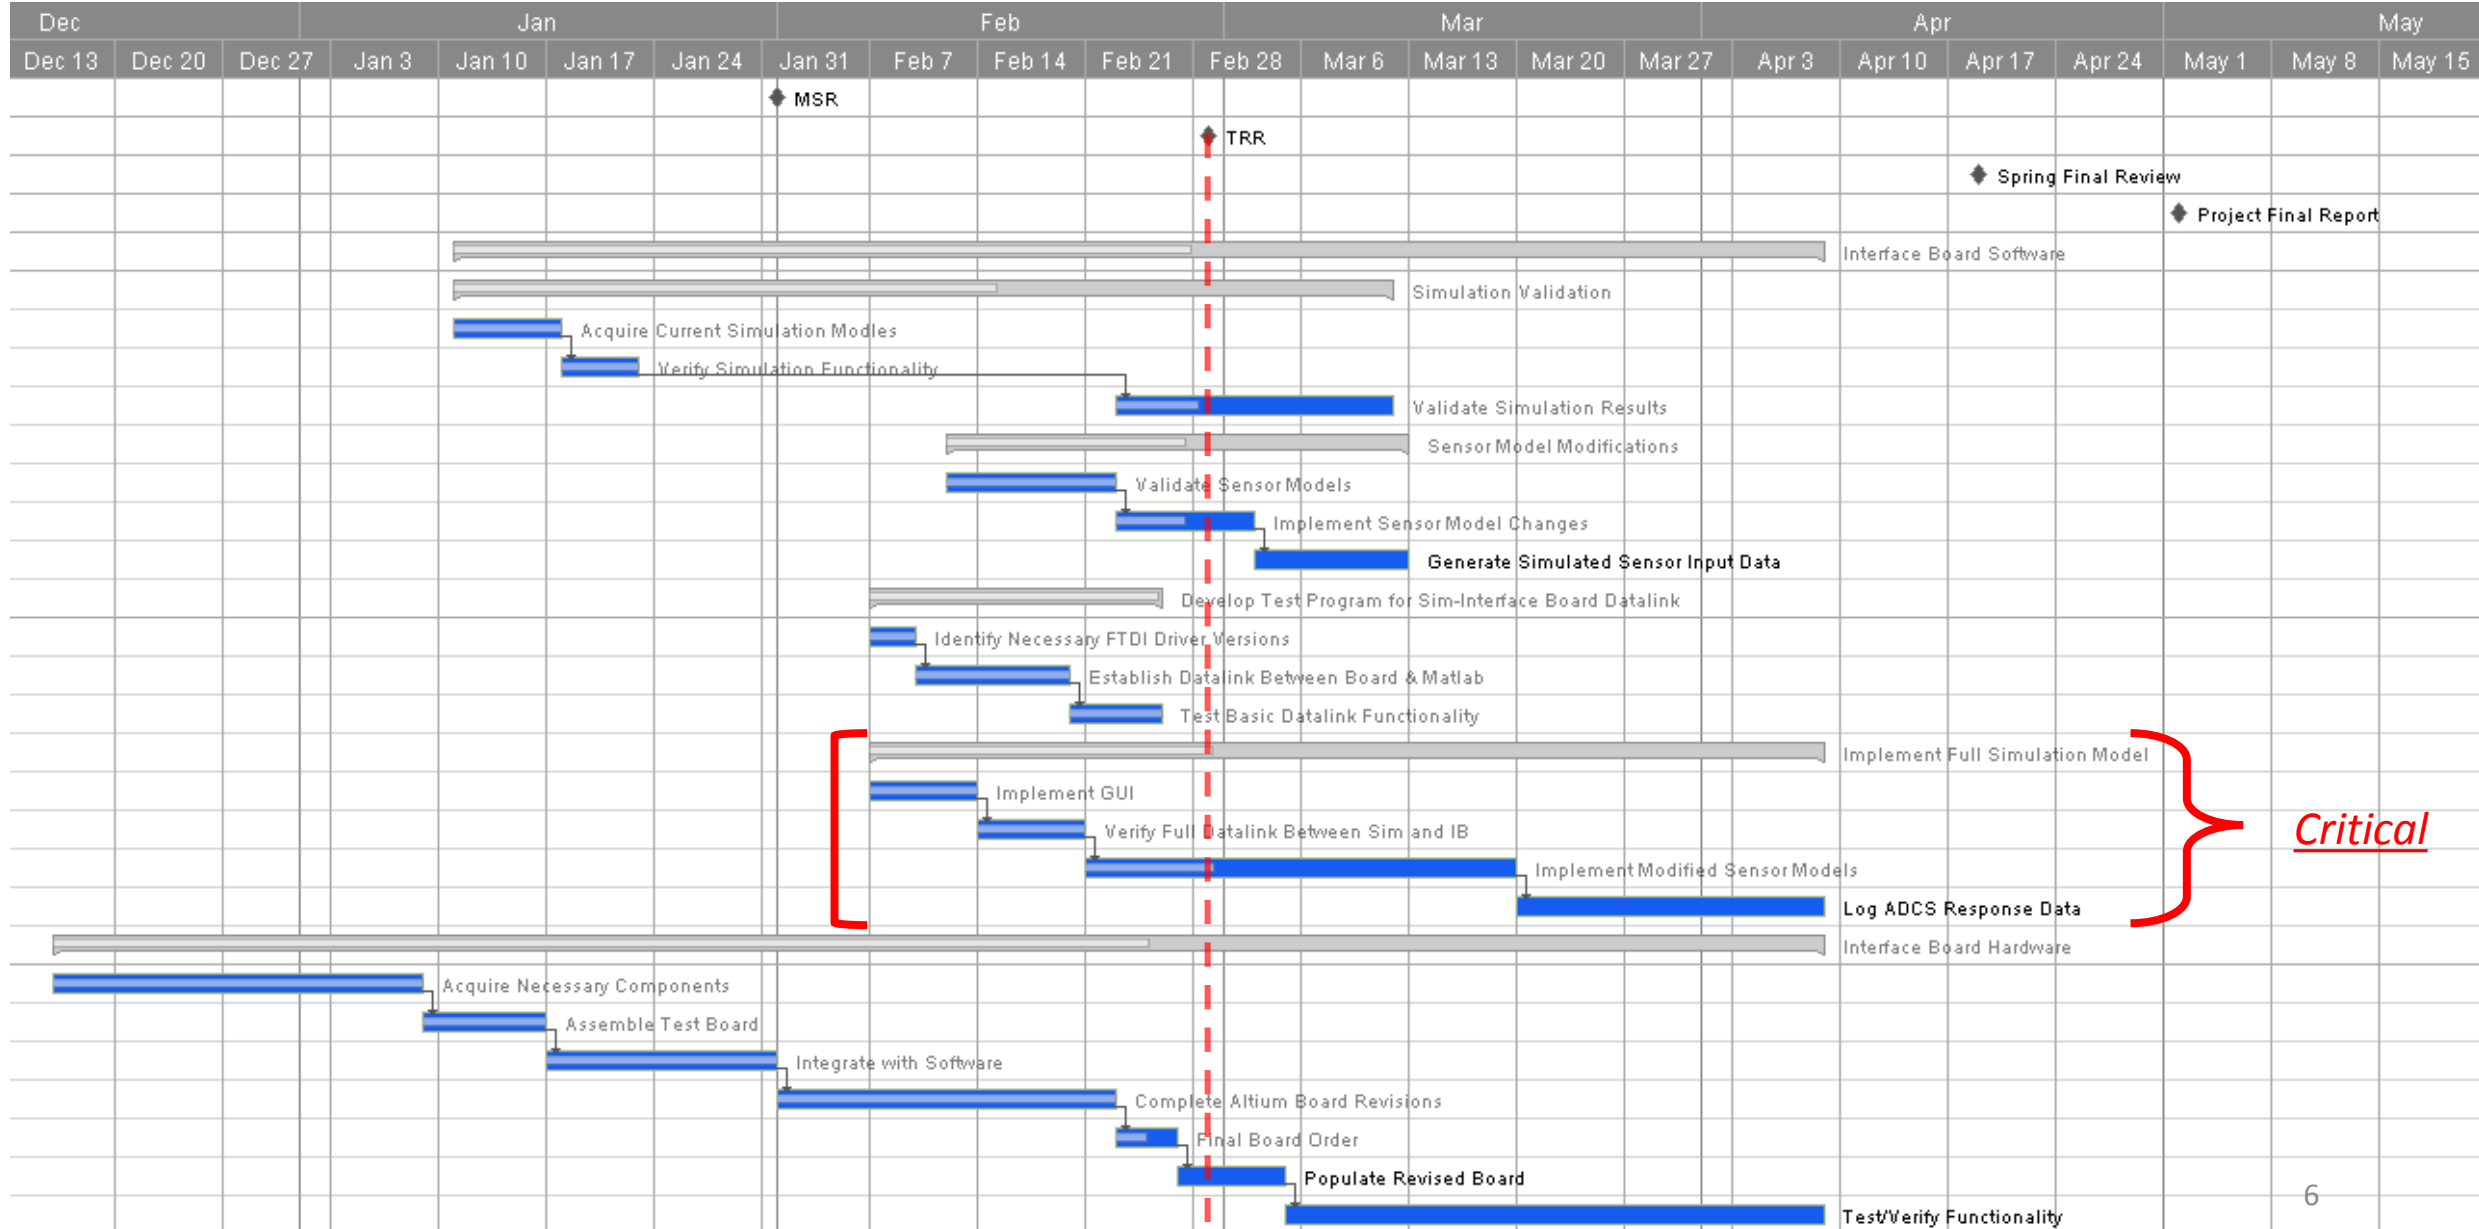 Dec Jan Feb Mar Apr May
Dec 13 Dec 20 Dec 27 Jan 3 Jan 10 Jan 17 Jan 24 Jan 31 Feb 7 Feb 14 Feb 21 Feb 28 Mar 6 Mar 13 Mar 20 Mar 27 Apr 3 Apr 10 Apr 17 Apr 24 May 1 May 8 May 15
MSR
TRR
Spring Final Review
Project Final Report
Interface Board Software
Simulation Validation
Acquire Current Simulation Modles
Verify Simulation Functionality
Validate Simulation Results
Sensor Model Modifications
Validate Sensor Models
Implement Sensor Model Changes
Generate Simulated Sensor Input Data
Develop Test Program for Sim-Interface Board Datalink
Identify Necessary FTDI Driver Versions
Establish Datalink Between Board & Matlab
Test Basic Datalink Functionality
Implement Full Simulation Model
Implement GUI
Verify Full Datalink Between Sim and IB
Critical
Implement Modified Sensor Models
Log ADCS Response Data
Interface Board Hardware
Acquire Necessary Components
Assemble Test Board
Integrate with Software
Complete Altium Board Revisions
Final Board Order
Populate Revised Board
6
Test/Verify Functionality